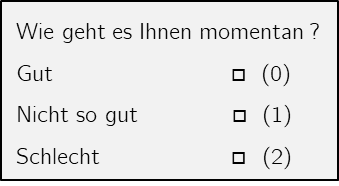 Wie geht es Ihnen momentan ?
Gut □ (0)
Nicht so gut □ (1)
Schlecht □ (2)